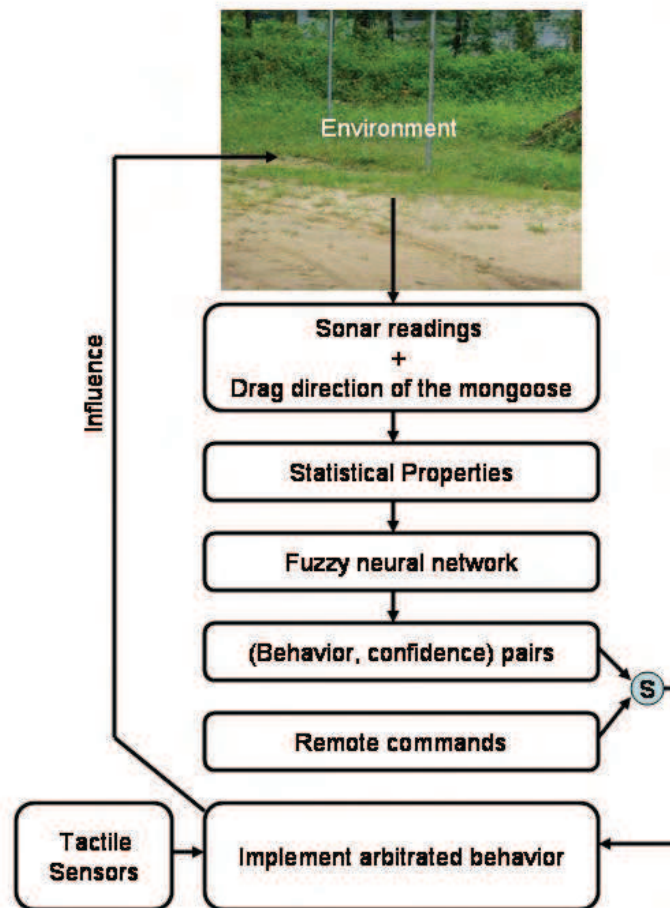 Environment
Influence
Sonar readings
+
Drag direction of the mongoose
Statistical Properties
Fuzzy neural network
(Behavior, confidence) pairs
S
Remote commands
Tactile
Sensors
Implement arbitrated behavior